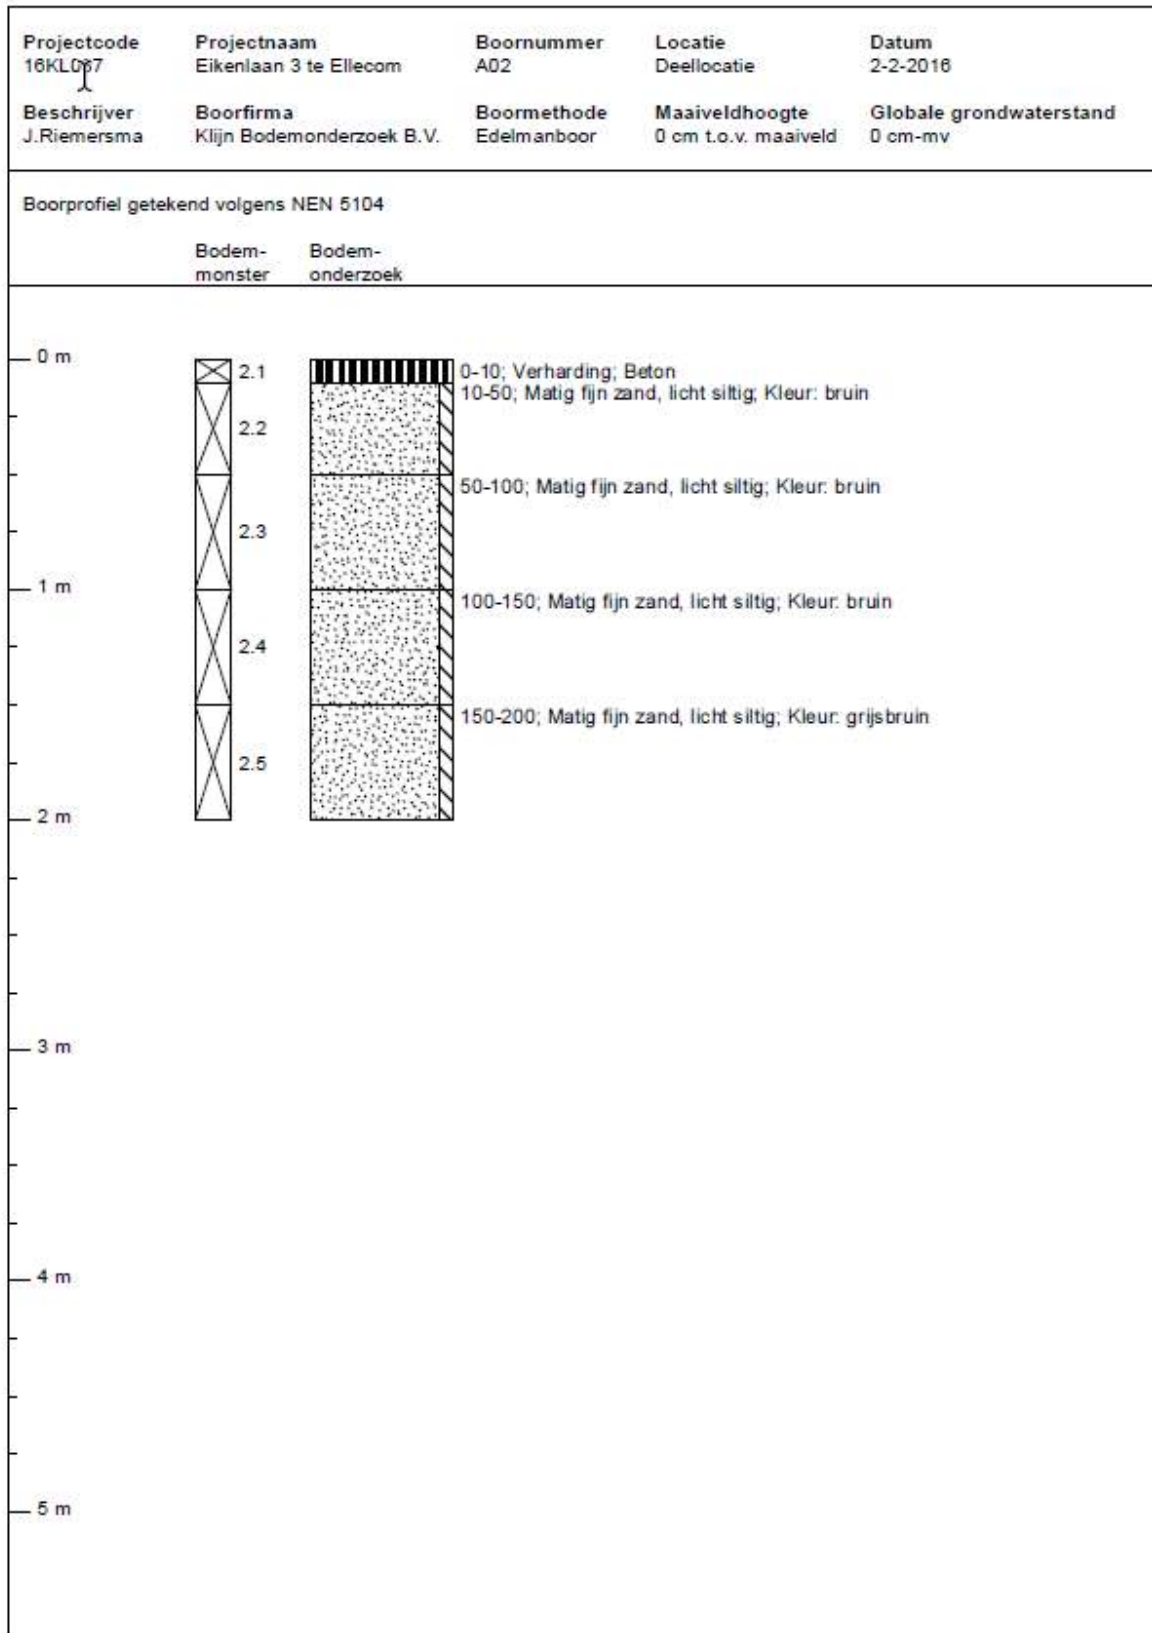 Projectcode Projectnaam Boornummer Locatie Datum
16KL067 Eikenlaan 3 te Ellecom A02 Deellocatie 2-2-2016
Beschrijver Boorfirma Boormethode Maaiveldhoogte Globale grondwaterstand
J.Riemersma Klijn Bodemonderzoek B.V. Edelmanboor 0 cm t.o.v. maaiveld 0 cm-mv
Boorprofiel getekend volgens NEN 5104
Bodem- Bodem-
monster onderzoek
0 m
2.1 0-10; Verharding; Beton
10-50; Matig fijn zand, licht siltig; Kleur: bruin
2.2
50-100; Matig fijn zand, licht siltig; Kleur: bruin
2.3
1 m
100-150; Matig fijn zand, licht siltig; Kleur: bruin
2.4
150-200; Matig fijn zand, licht siltig; Kleur: grijsbruin
2.5
2 m
3 m
4 m
5 m